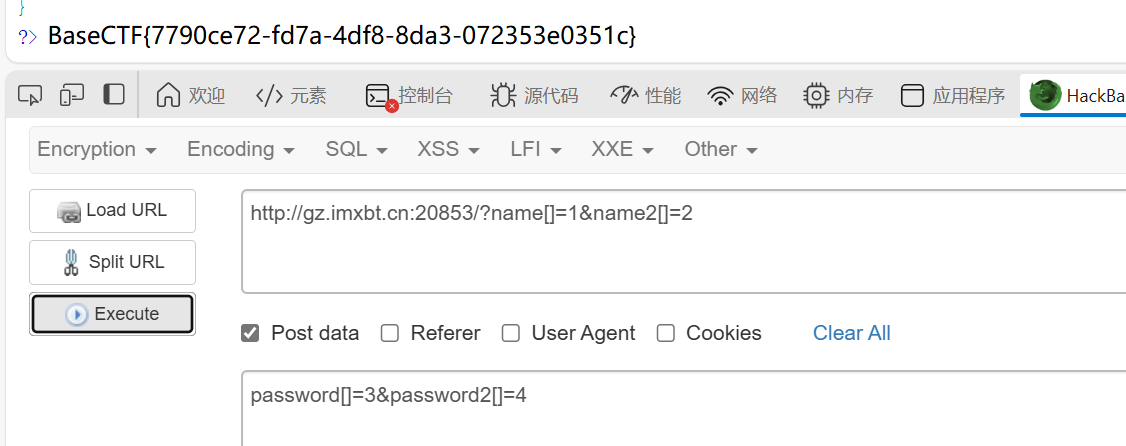 }
?> BaseCTF{7790ce72-fd7a-4df8-8da3-072353e0351c}
欢迎 元素 控制台 源代码 性能 网络 内存 应用程序 HackBa
Encryption Encoding SQL XSS LFI XXE Other
Load URL
http://gz.imxbt.cn:20853/?name[]=1&name2[]=2
Split URL
Execute
Post data Referer User Agent Cookies Clear All
password[]=3&password2[]=4